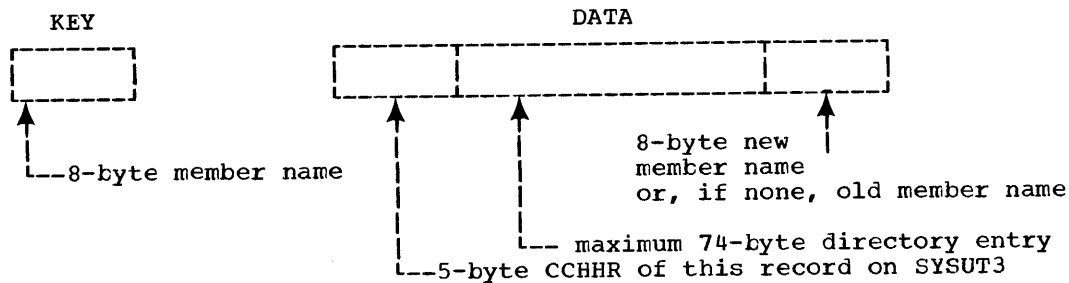 KEY
DATA
8-byte member name
8-byte new
member name
or, if none, old member name
maximum 74-byte directory entry
5-byte CCHHR of this record on SYSUT3